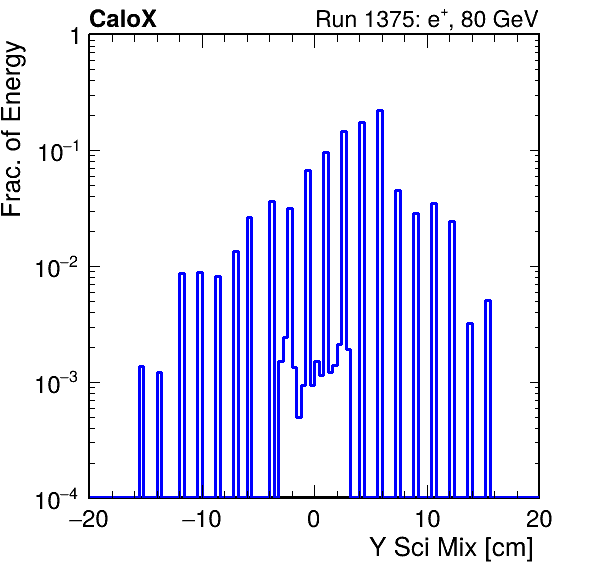 CaloX Run 1375: e⁺, 80 GeV
Frac. of Energy
1
10⁻¹
10⁻²
10⁻³
10⁻⁴
−20 −10 0 10 20
Y Sci Mix [cm]